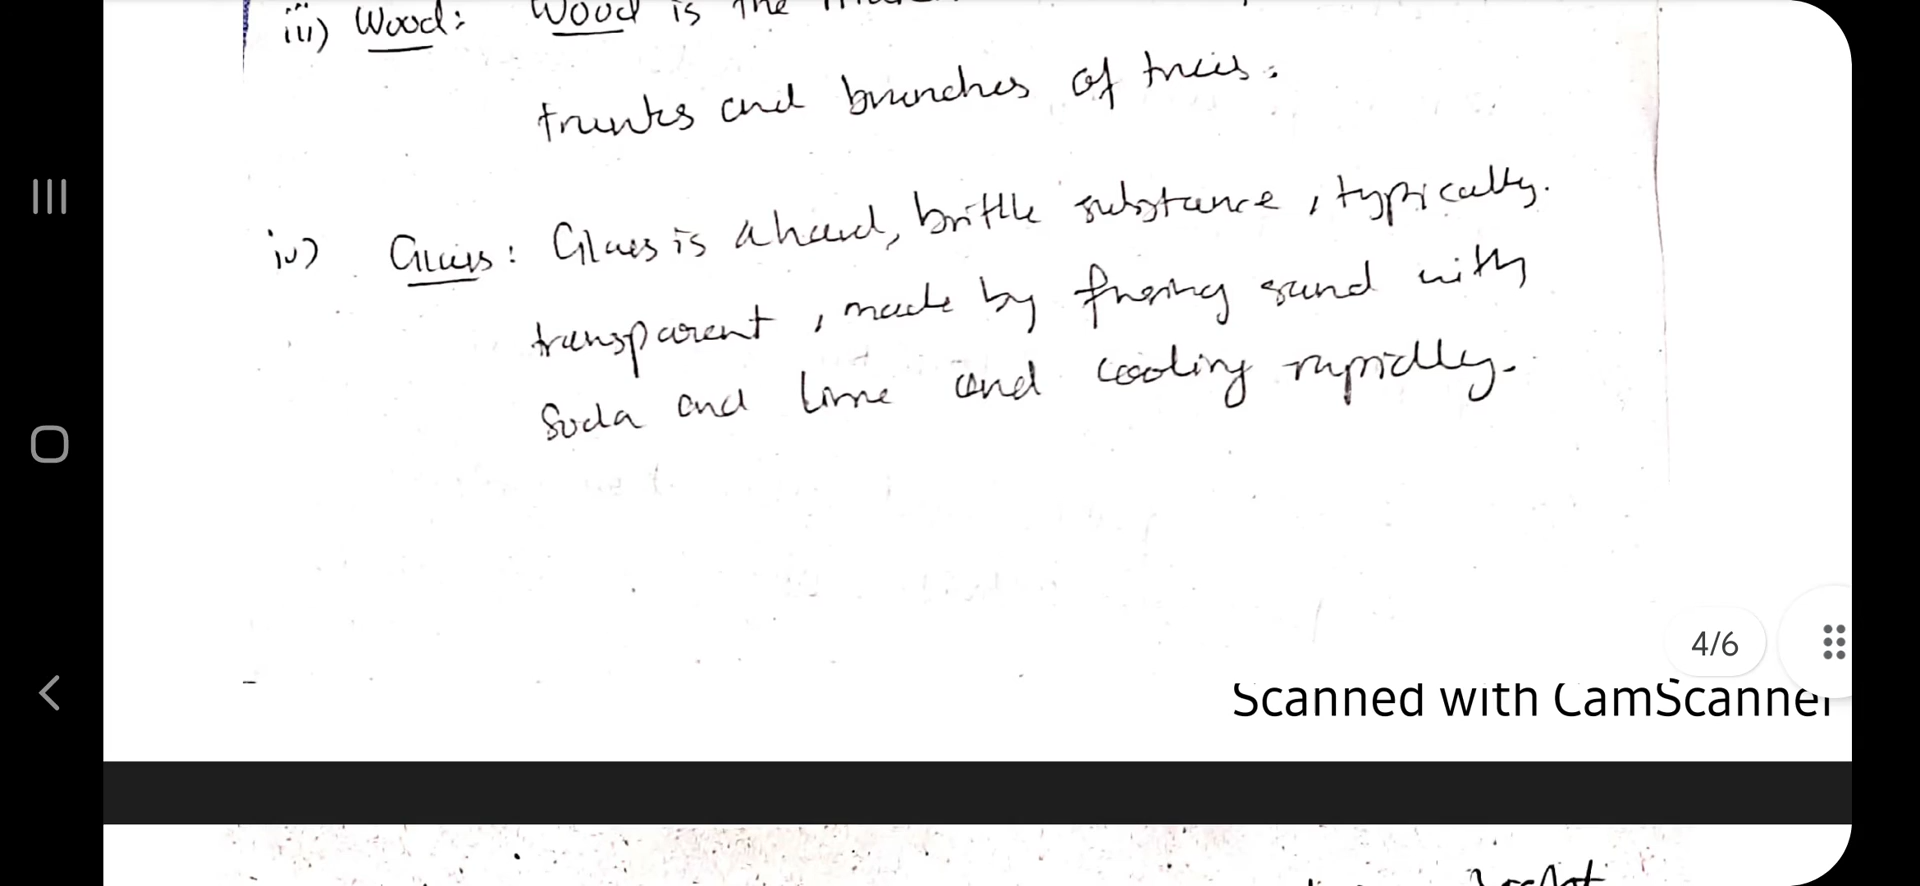 iii) Wood: Wood is the
trunks and brunches of trees.
iv) Glass: Glass is a hard, brittle substance, typically.
transparent, made by fusing sand with
Soda and lime and cooling rapidly.
4/6
Scanned with CamScanner